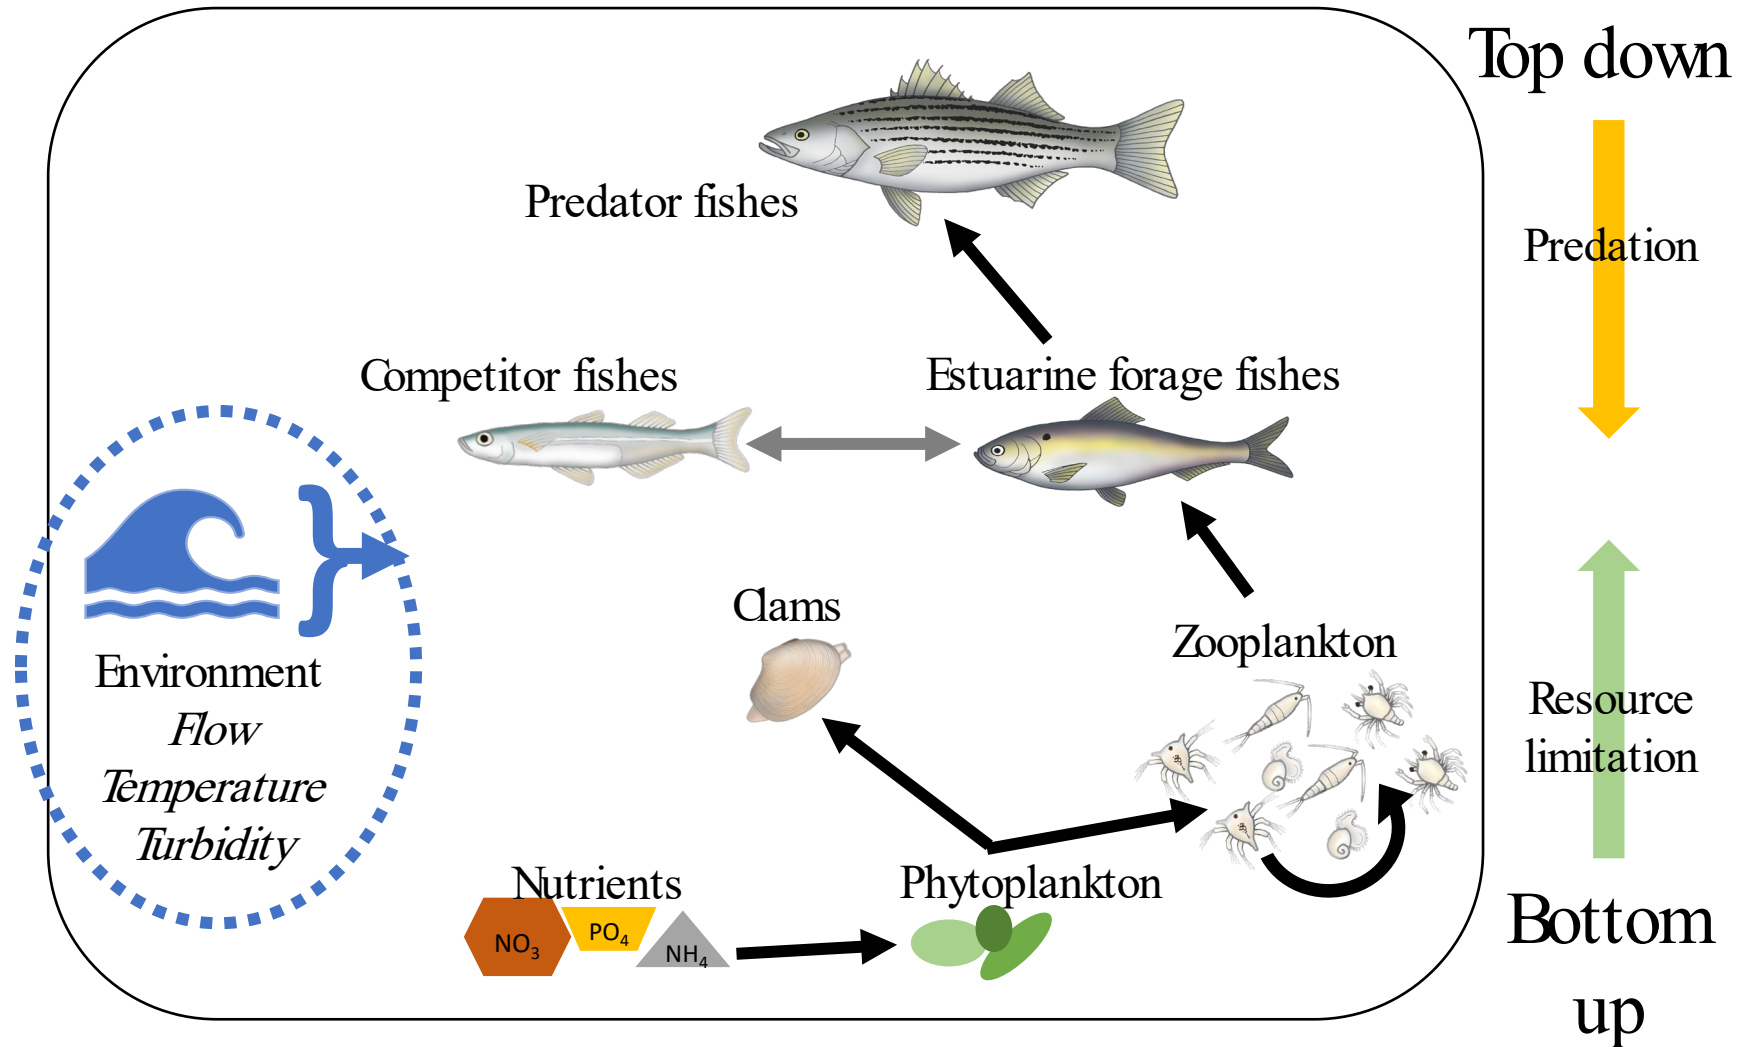 Top down
Predator fishes
Predation
Competitor fishes
Estuarine forage fishes
Clams
Zooplankton
Environment
Flow
Temperature
Turbidity
Resource
limitation
Nutrients
Phytoplankton
NO₃
PO₄
NH₄
Bottom
up